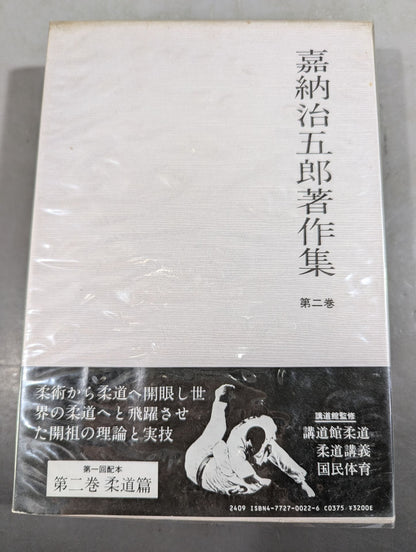 嘉納治五郎著作集
第二巻
柔術から柔道へ開眼し世
界の柔道へと飛躍させ
た開祖の理論と実技
第一回配本
第二巻 柔道篇
講道館監修
講道館柔道
柔道講義
国民体育
2409 ISBN4-7727-0022-6 C0375 ¥3200E